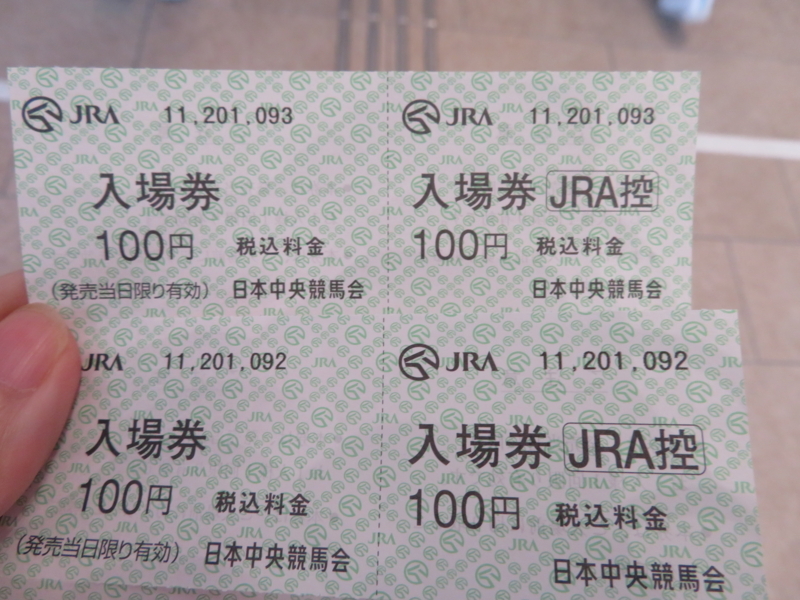 JRA 11,201,093
入場券
100円 税込料金
(発売当日限り有効) 日本中央競馬会
JRA 11,201,093
入場券 JRA控
100円 税込料金
日本中央競馬会
JRA 11,201,092
入場券
100円 税込料金
(発売当日限り有効) 日本中央競馬会
JRA 11,201,092
入場券 JRA控
100円 税込料金
日本中央競馬会